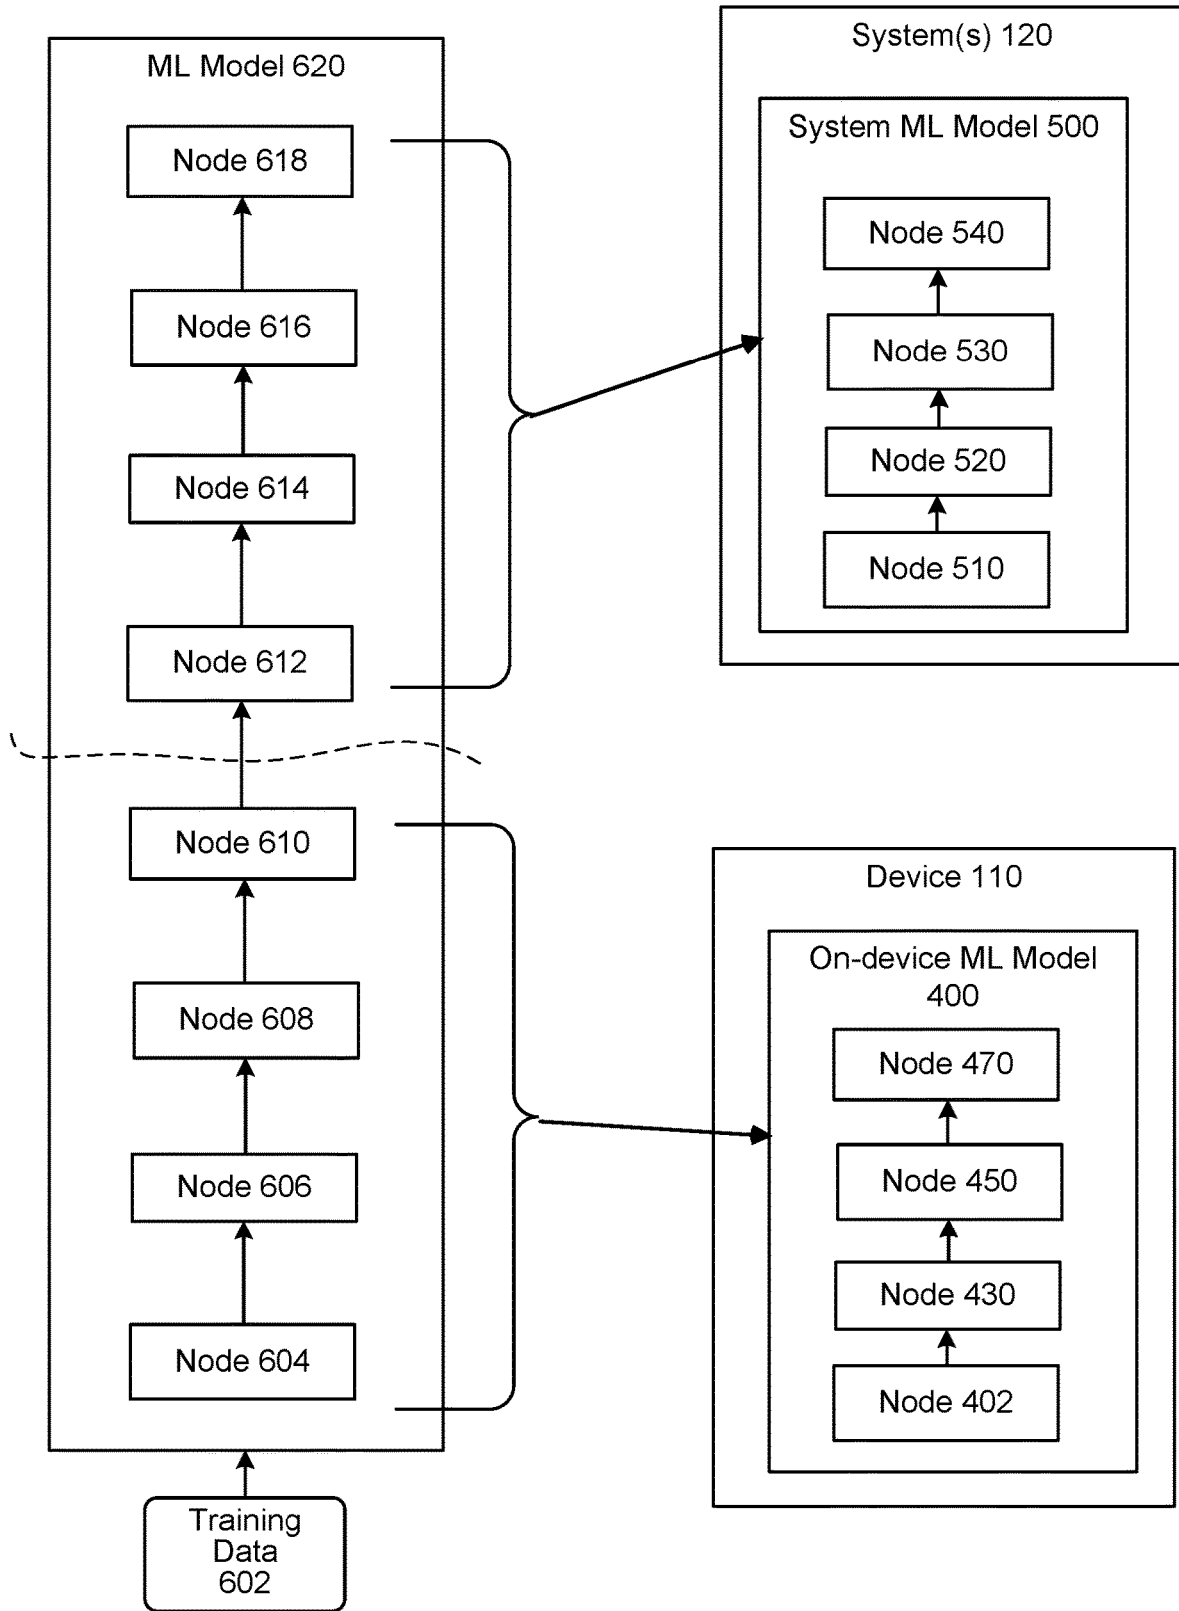 ML Model 620
Node 618
Node 616
Node 614
Node 612
Node 610
Node 608
Node 606
Node 604
Training
Data
602
System(s) 120
System ML Model 500
Node 540
Node 530
Node 520
Node 510
Device 110
On-device ML Model
400
Node 470
Node 450
Node 430
Node 402